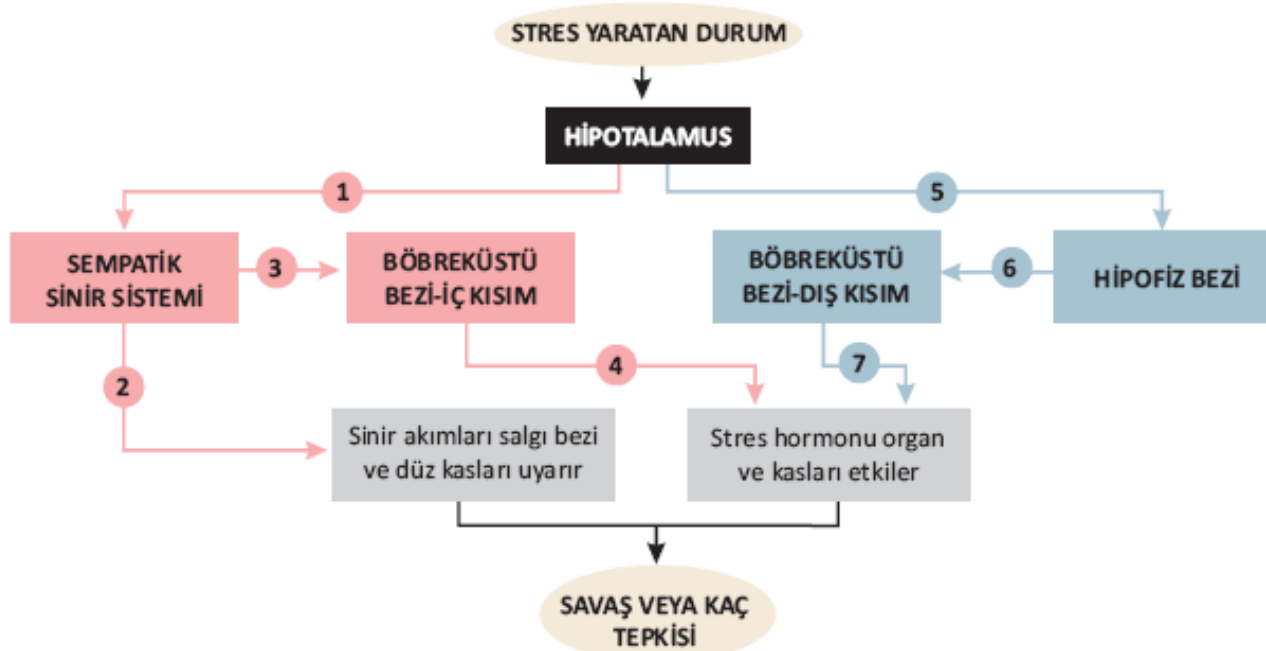 STRES YARATAN DURUM
HİPOTALAMUS
1
5
SEMPATİK
SİNİR SİSTEMİ
3
BÖBREKÜSTÜ
BEZİ-İÇ KISIM
BÖBREKÜSTÜ
BEZİ-DIŞ KISIM
6
HİPOFİZ BEZİ
2
4
7
Sinir akımları salgı bezi
ve düz kasları uyarır
Stres hormonu organ
ve kasları etkiler
SAVAŞ VEYA KAÇ
TEPKİSİ